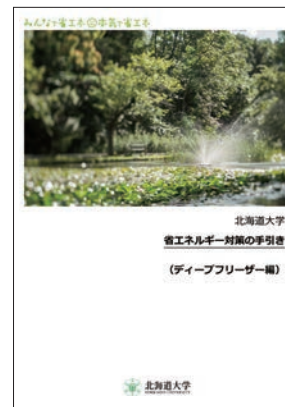 みんなで省エネ 本気で省エネ
北海道大学
省エネルギー対策の手引き
(ディープフリーザー編)
北海道大学
HOKKAIDO UNIVERSITY